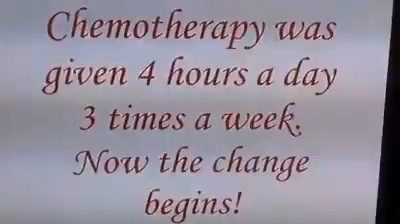 Chemotherapy was
given 4 hours a day
3 times a week.
Now the change
begins!